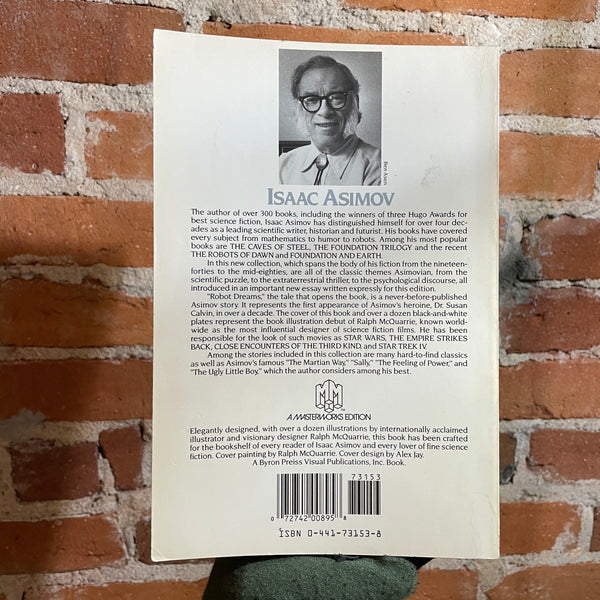 Ben Asen
ISAAC ASIMOV
The author of over 300 books, including the winners of three Hugo Awards for
best science fiction, Isaac Asimov has distinguished himself for over four dec-
ades as a leading scientific writer, historian and futurist. His books have covered
every subject from mathematics to humor to robots. Among his most popular
books are THE CAVES OF STEEL, THE FOUNDATION TRILOGY and the recent
THE ROBOTS OF DAWN and FOUNDATION AND EARTH.
In this new collection, which spans the body of his fiction from the nineteen-
forties to the mid-eighties, are all of the classic themes Asimovian, from the
scientific puzzle, to the extraterrestrial thriller, to the psychological discourse, all
introduced in an important new essay written expressly for this edition.
"Robot Dreams," the tale that opens the book, is a never-before-published
Asimov story. It represents the first appearance of Asimov's heroine, Dr. Susan
Calvin, in over a decade. The cover of this book and over a dozen black-and-white
plates represent the book illustration debut of Ralph McQuarrie, known world-
wide as the most influential designer of science fiction films. He has been
responsible for the look of such movies as STAR WARS, THE EMPIRE STRIKES
BACK, CLOSE ENCOUNTERS OF THE THIRD KIND, and STAR TREK IV.
Among the stories included in this collection are many hard-to-find classics
as well as Asimov's famous "The Martian Way," "Sally," "The Feeling of Power," and
"The Ugly Little Boy," which the author considers among his best.
A MASTERWORKS EDITION
Elegantly designed, with over a dozen illustrations by internationally acclaimed
illustrator and visionary designer Ralph McQuarrie, this book has been crafted
for the bookshelf of every reader of Isaac Asimov and every lover of fine science
fiction. Cover painting by Ralph McQuarrie. Cover design by Alex Jay.
A Byron Preiss Visual Publications, Inc. Book.
73153
0 72742 00895 8
ISBN 0-441-73153-8